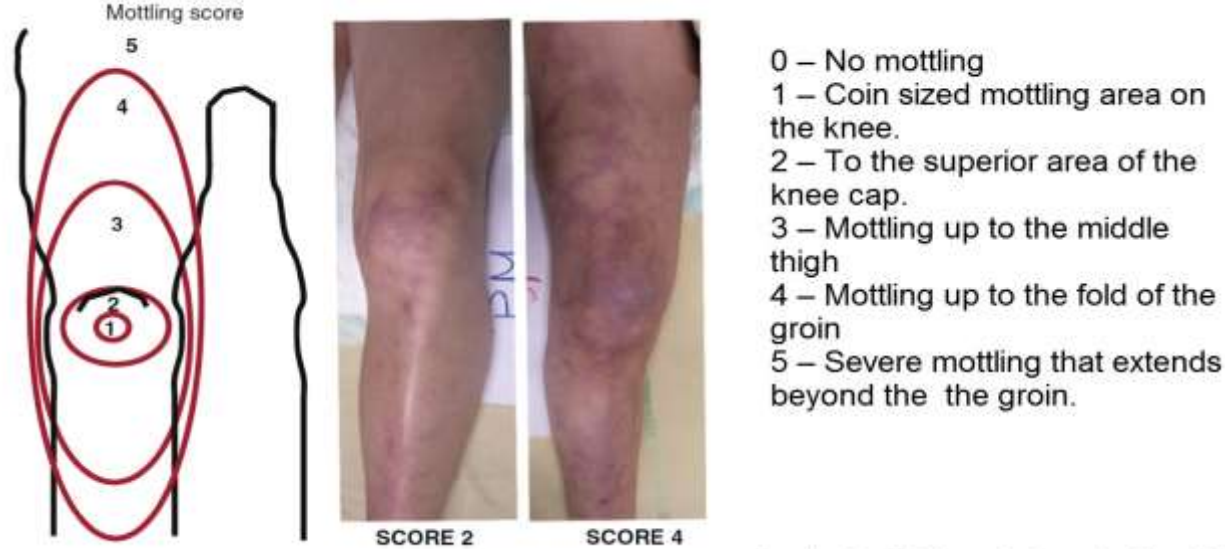 Mottling score
5
4
3
2
1
PM
SCORE 2
SCORE 4
0 – No mottling
1 – Coin sized mottling area on
the knee.
2 – To the superior area of the
knee cap.
3 – Mottling up to the middle
thigh
4 – Mottling up to the fold of the
groin
5 – Severe mottling that extends
beyond the  the groin.